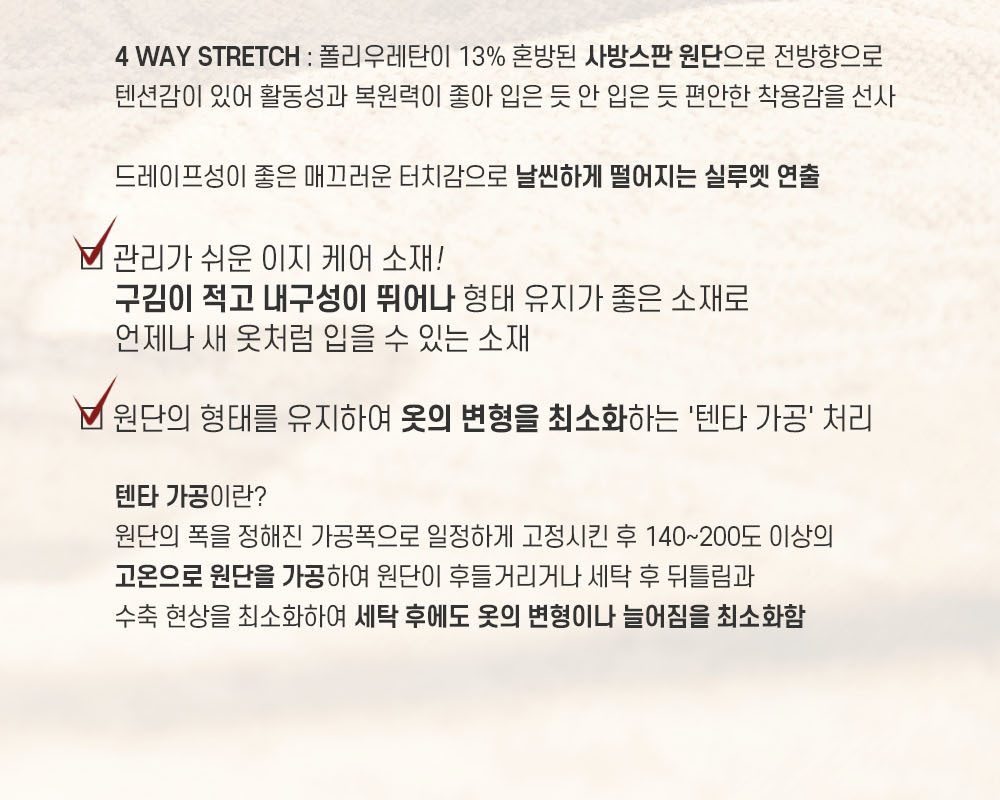 4 WAY STRETCH : 폴리우레탄이 13% 혼방된 사방스판 원단으로 전방향으로
텐션감이 있어 활동성과 복원력이 좋아 입은 듯 안 입은 듯 편안한 착용감을 선사
드레이프성이 좋은 매끄러운 터치감으로 날씬하게 떨어지는 실루엣 연출
관리가 쉬운 이지 케어 소재!
구김이 적고 내구성이 뛰어나 형태 유지가 좋은 소재로
언제나 새 옷처럼 입을 수 있는 소재
원단의 형태를 유지하여 옷의 변형을 최소화하는 '텐타 가공' 처리
텐타 가공이란?
원단의 폭을 정해진 가공폭으로 일정하게 고정시킨 후 140~200도 이상의
고온으로 원단을 가공하여 원단이 후들거리거나 세탁 후 뒤틀림과
수축 현상을 최소화하여 세탁 후에도 옷의 변형이나 늘어짐을 최소화함